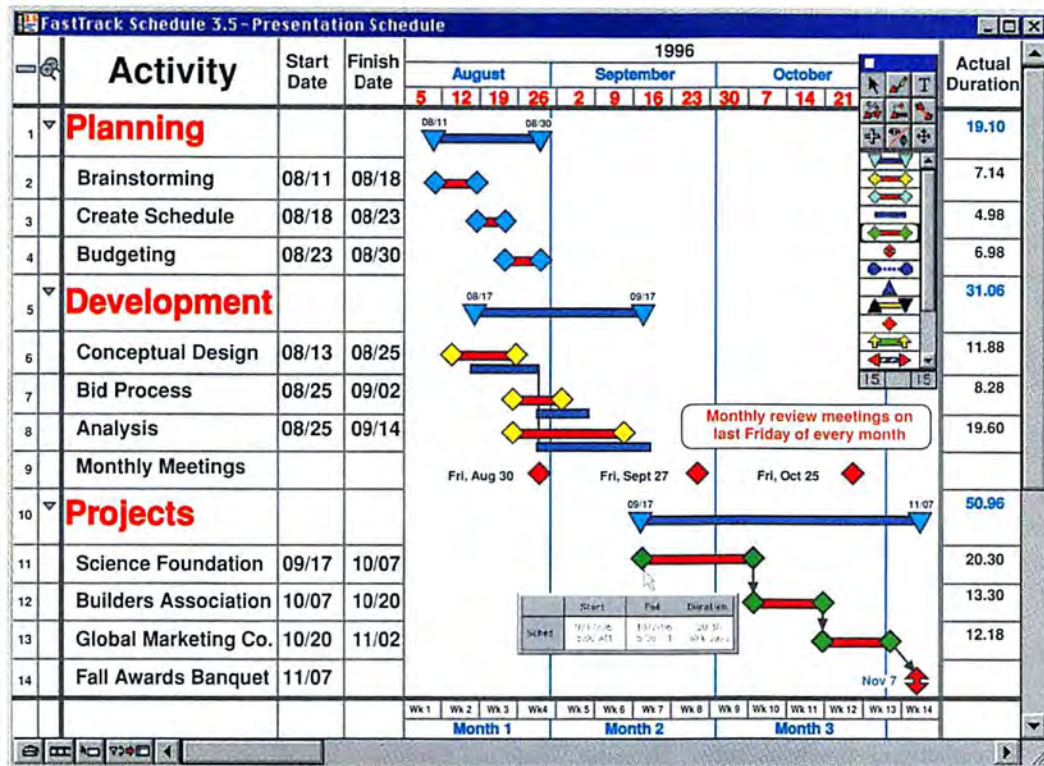 FastTrack Schedule 3.5 - Presentation Schedule
Activity Start Date Finish Date 1996 Actual Duration
August September October
5 12 19 26 2 9 16 23 30 7 14 21
1 Planning 08/11 08/30 19.10
2 Brainstorming 08/11 08/18 7.14
3 Create Schedule 08/18 08/23 4.98
4 Budgeting 08/23 08/30 6.98
5 Development 08/17 09/17 31.06
6 Conceptual Design 08/13 08/25 11.88
15 15
7 Bid Process 08/25 09/02 8.28
Monthly review meetings on
last Friday of every month
8 Analysis 08/25 09/14 19.60
9 Monthly Meetings Fri, Aug 30 Fri, Sept 27 Fri, Oct 25
10 Projects 09/17 11/07 50.96
11 Science Foundation 09/17 10/07 20.30
12 Builders Association 10/07 10/20 13.30
Start End Duration
Sched
13 Global Marketing Co. 10/20 11/02 12.18
14 Fall Awards Banquet 11/07 Nov 7
Wk 1 Wk 2 Wk 3 Wk4 Wk 5 Wk 6 Wk 7 Wk 8 Wk 9 Wk 10 Wk 11 Wk 12 Wk 13 Wk 14
Month 1 Month 2 Month 3